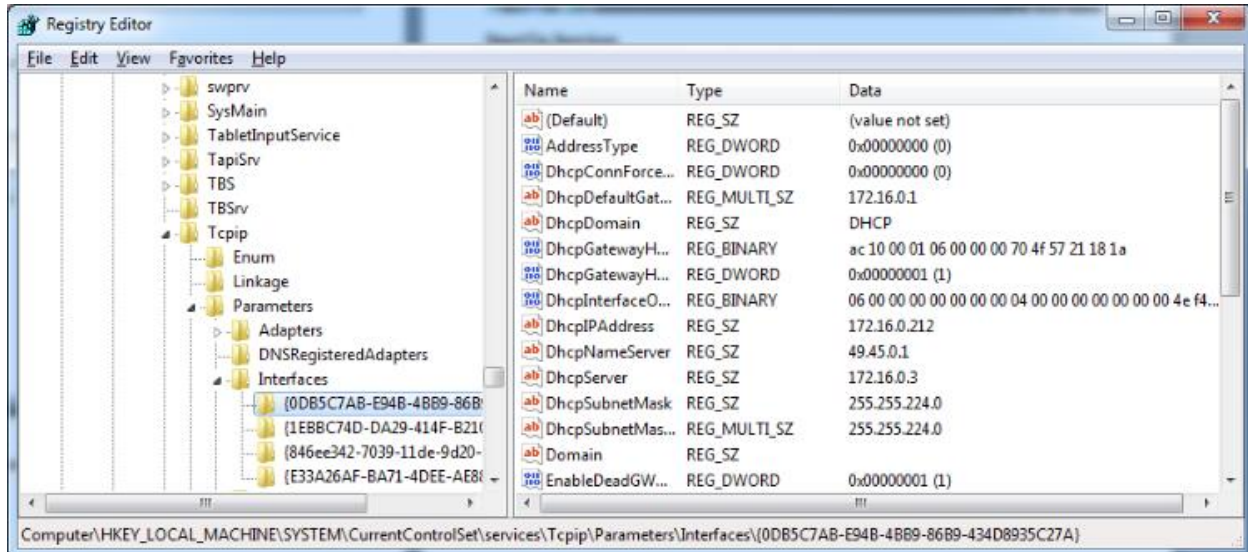 Registry Editor
File Edit View Favorites Help
swprv
SysMain
TabletInputService
TapiSrv
TBS
TBSrv
Tcpip
Enum
Linkage
Parameters
Adapters
DNSRegisteredAdapters
Interfaces
{0DB5C7AB-E94B-4BB9-86B9
{1EBBC74D-DA29-414F-B210
{846ee342-7039-11de-9d20-
{E33A26AF-BA71-4DEE-AE88
Name Type Data
(Default) REG_SZ (value not set)
AddressType REG_DWORD 0x00000000 (0)
DhcpConnForce... REG_DWORD 0x00000000 (0)
DhcpDefaultGat... REG_MULTI_SZ 172.16.0.1
DhcpDomain REG_SZ DHCP
DhcpGatewayH... REG_BINARY ac 10 00 01 06 00 00 00 70 4f 57 21 18 1a
DhcpGatewayH... REG_DWORD 0x00000001 (1)
DhcpInterfaceO... REG_BINARY 06 00 00 00 00 00 00 00 04 00 00 00 00 00 00 00 4e f4...
DhcpIPAddress REG_SZ 172.16.0.212
DhcpNameServer REG_SZ 49.45.0.1
DhcpServer REG_SZ 172.16.0.3
DhcpSubnetMask REG_SZ 255.255.224.0
DhcpSubnetMas... REG_MULTI_SZ 255.255.224.0
Domain REG_SZ
EnableDeadGW... REG_DWORD 0x00000001 (1)
Computer\HKEY_LOCAL_MACHINE\SYSTEM\CurrentControlSet\services\Tcpip\Parameters\Interfaces\{0DB5C7AB-E94B-4BB9-86B9-434D8935C27A}